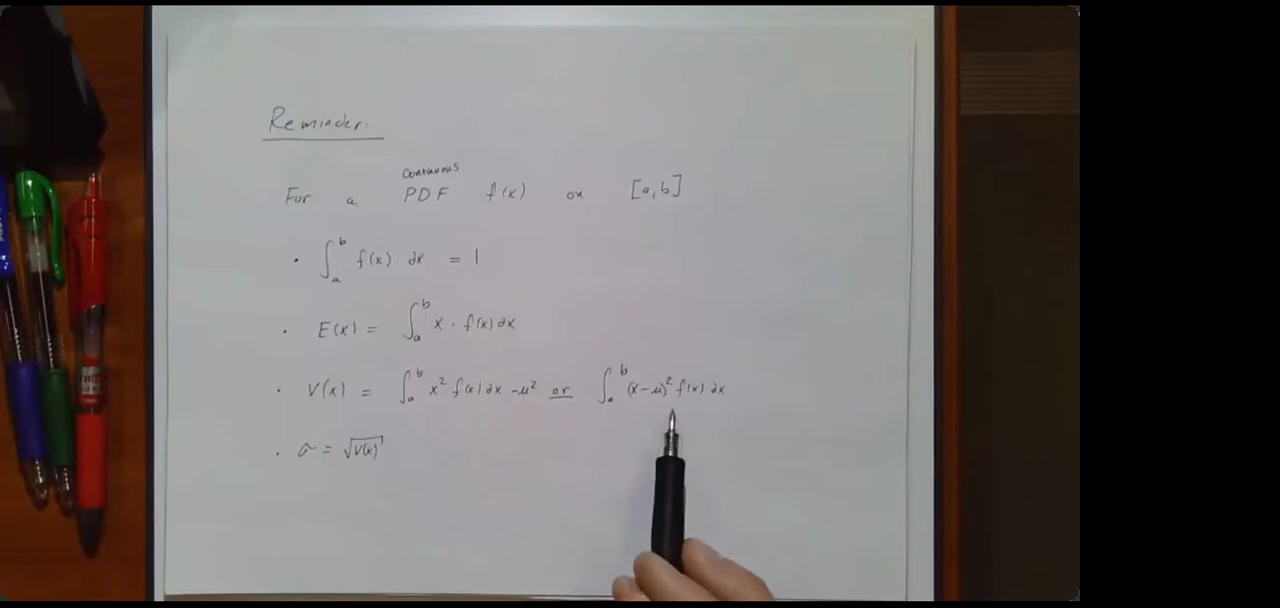 Reminder:
continuous
For a PDF f(x) on [a, b]
• ∫_a^b f(x) dx = 1
• E(x) = ∫_a^b x · f(x) dx
• V(x) = ∫_a^b x² f(x) dx - μ² or ∫_a^b (x-μ)² f(x) dx
• σ = √V(x)